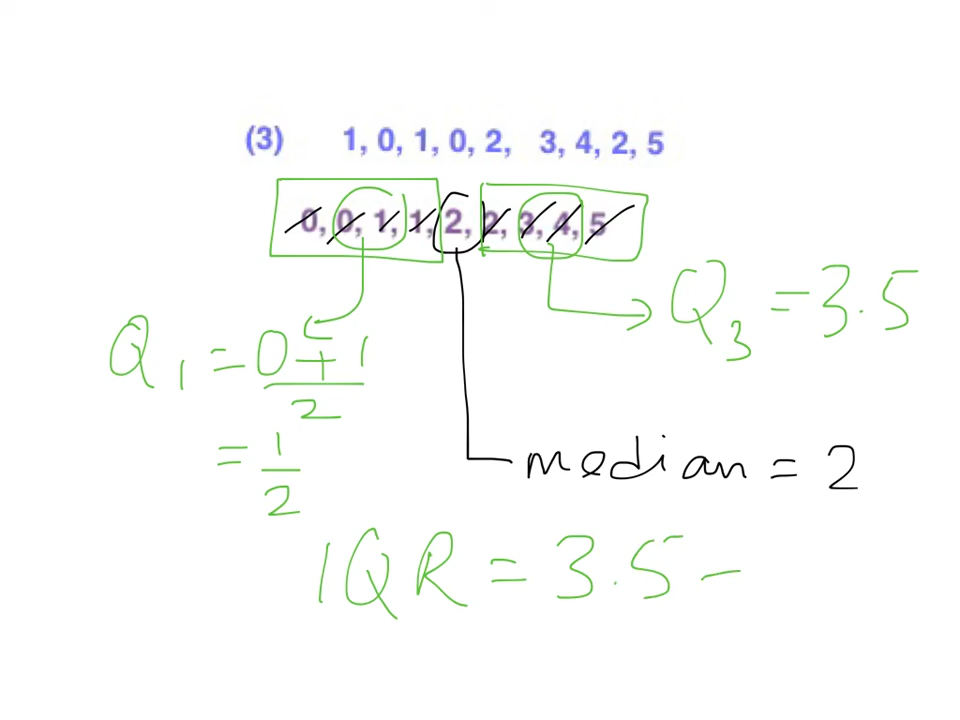 (3) 1, 0, 1, 0, 2, 3, 4, 2, 5
0, 0, 1, 1, 2, 2, 3, 4, 5
Q3 = 3.5
Q1 = 0+1/2
= 1/2
median = 2
IQR = 3.5 –